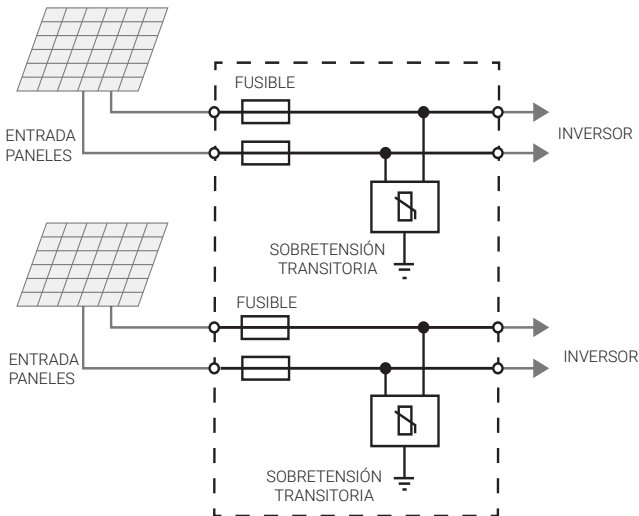 FUSIBLE
ENTRADA
PANELES
INVERSOR
SOBRETENSIÓN
TRANSITORIA
FUSIBLE
ENTRADA
PANELES
INVERSOR
SOBRETENSIÓN
TRANSITORIA